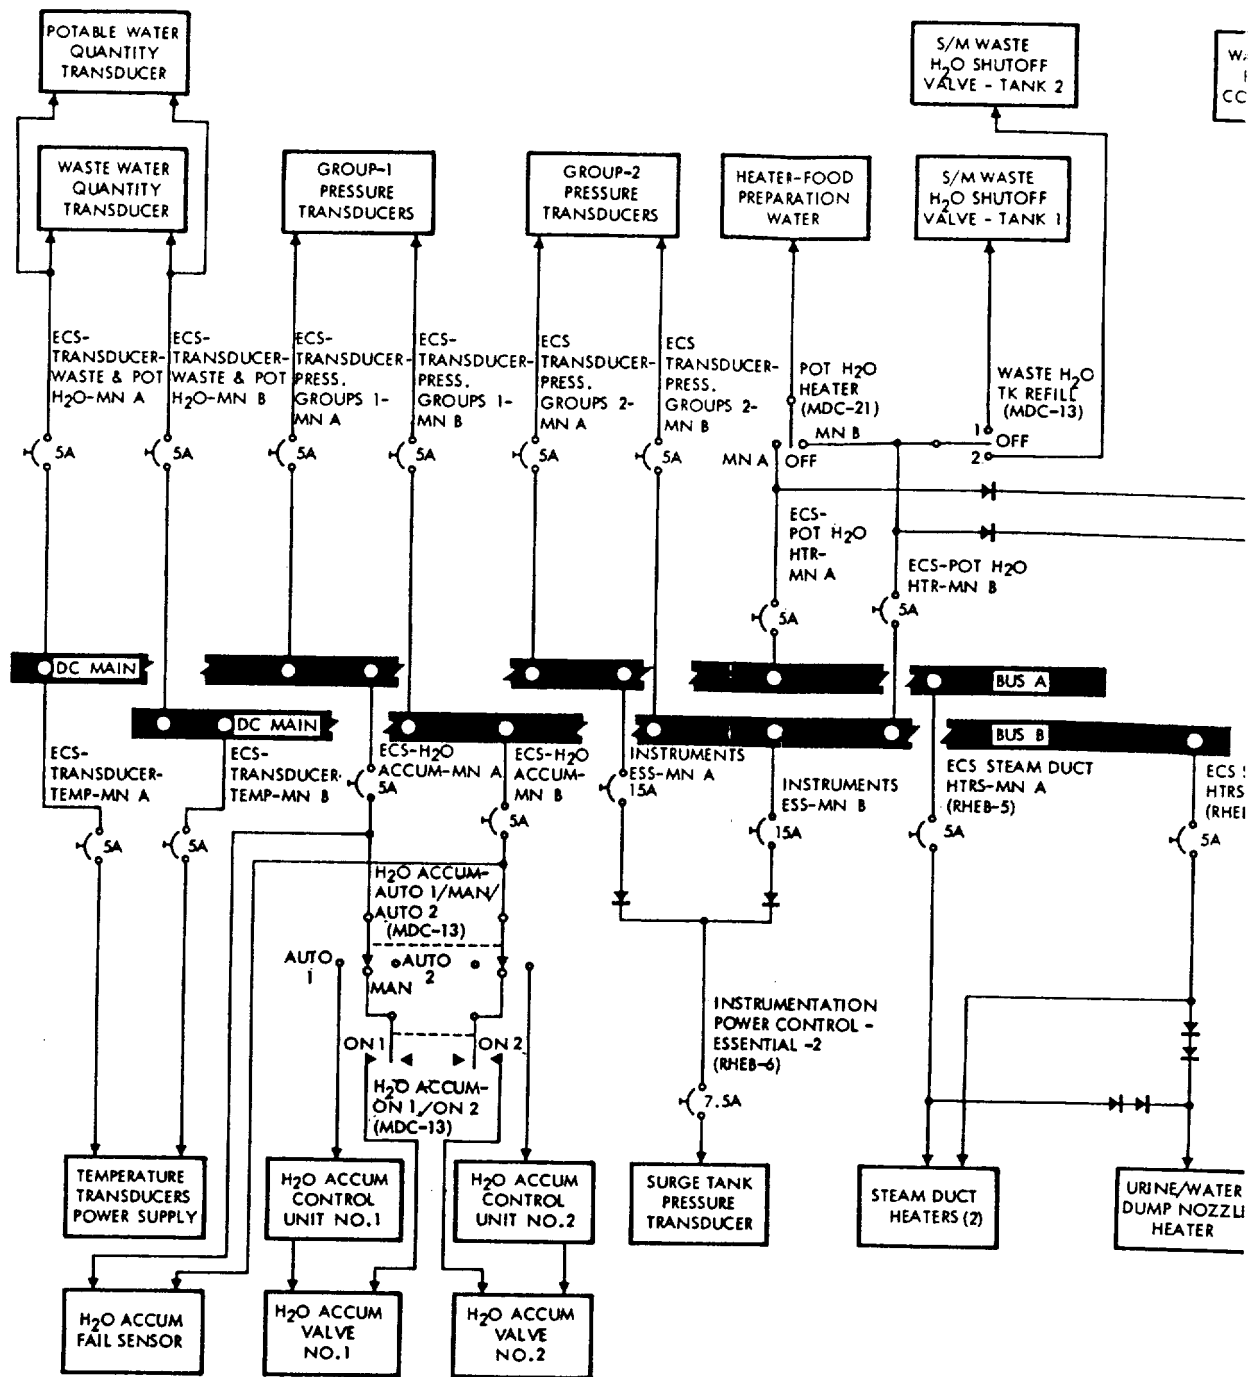 POTABLE WATER
QUANTITY
TRANSDUCER
S/M WASTE
H2O SHUTOFF
VALVE - TANK 2
WASTE WATER
QUANTITY
TRANSDUCER
GROUP-1
PRESSURE
TRANSDUCERS
GROUP-2
PRESSURE
TRANSDUCERS
HEATER-FOOD
PREPARATION
WATER
S/M WASTE
H2O SHUTOFF
VALVE - TANK 1
ECS-
TRANSDUCER-
WASTE & POT
H2O-MN A
5A
ECS-
TRANSDUCER-
WASTE & POT
H2O-MN B
5A
ECS-
TRANSDUCER-
PRESS.
GROUPS 1-
MN A
5A
ECS-
TRANSDUCER-
PRESS.
GROUPS 1-
MN B
5A
ECS
TRANSDUCER-
PRESS.
GROUPS 2-
MN A
5A
ECS
TRANSDUCER-
PRESS.
GROUPS 2-
MN B
5A
POT H2O
HEATER
(MDC-21)
MN B
MN A
OFF
WASTE H2O
TK REFILL
(MDC-13)
1
OFF
2
ECS-
POT H2O
HTR-
MN A
5A
ECS-POT H2O
HTR-MN B
5A
DC MAIN
BUS A
DC MAIN
BUS B
ECS-
TRANSDUCER-
TEMP-MN A
5A
ECS-
TRANSDUCER-
TEMP-MN B
5A
ECS-H2O
ACCUM-MN A
5A
ECS-H2O
ACCUM-
MN B
5A
INSTRUMENTS
ESS-MN A
15A
INSTRUMENTS
ESS-MN B
15A
ECS STEAM DUCT
HTRS-MN A
(RHEB-5)
5A
ECS
HTRS
5A
H2O ACCUM-
AUTO 1/MAN/
AUTO 2
(MDC-13)
AUTO
1
AUTO
2
MAN
ON 1
ON 2
H2O ACCUM-
ON 1/ON 2
(MDC-13)
INSTRUMENTATION
POWER CONTROL -
ESSENTIAL -2
(RHEB-6)
7.5A
TEMPERATURE
TRANSDUCERS
POWER SUPPLY
H2O ACCUM
CONTROL
UNIT NO.1
H2O ACCUM
CONTROL
UNIT NO.2
SURGE TANK
PRESSURE
TRANSDUCER
STEAM DUCT
HEATERS (2)
URINE/WATER
DUMP NOZZLE
HEATER
H2O ACCUM
FAIL SENSOR
H2O ACCUM
VALVE
NO.1
H2O ACCUM
VALVE
NO.2